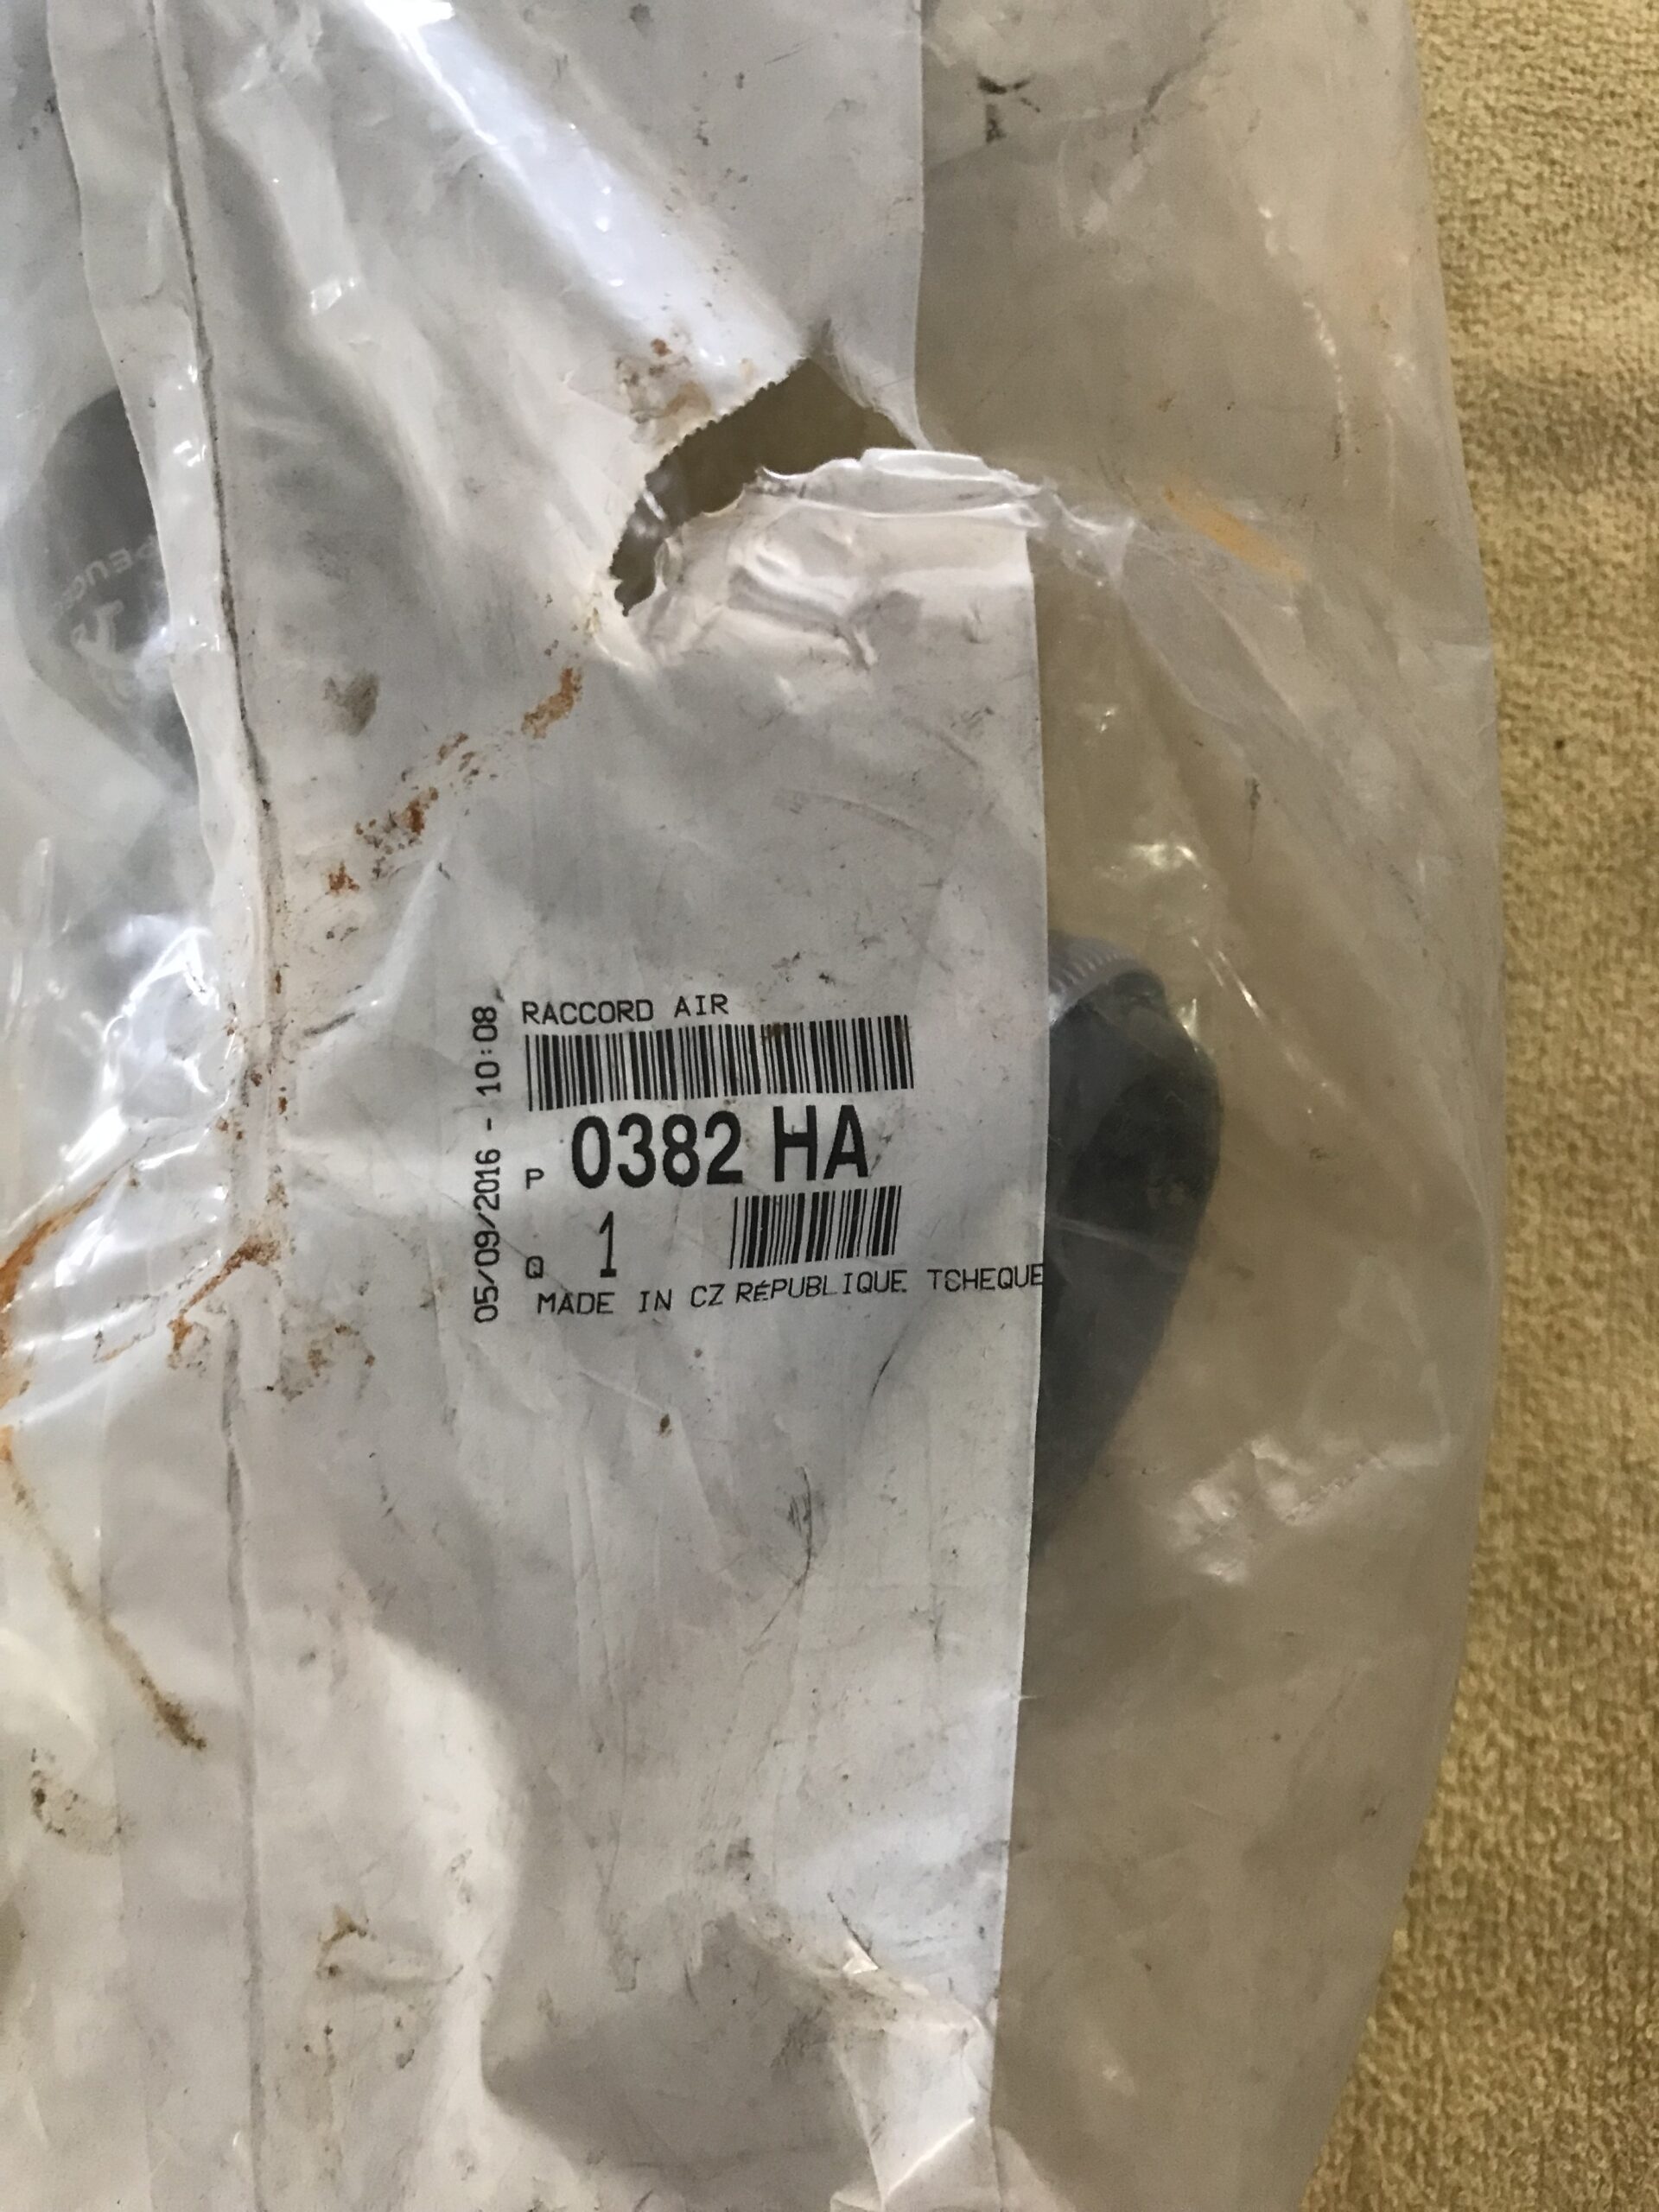 RACCORD AIR
05/09/2016 - 10:08
P 0382 HA
Q 1
MADE IN CZ RÉPUBLIQUE TCHEQUE